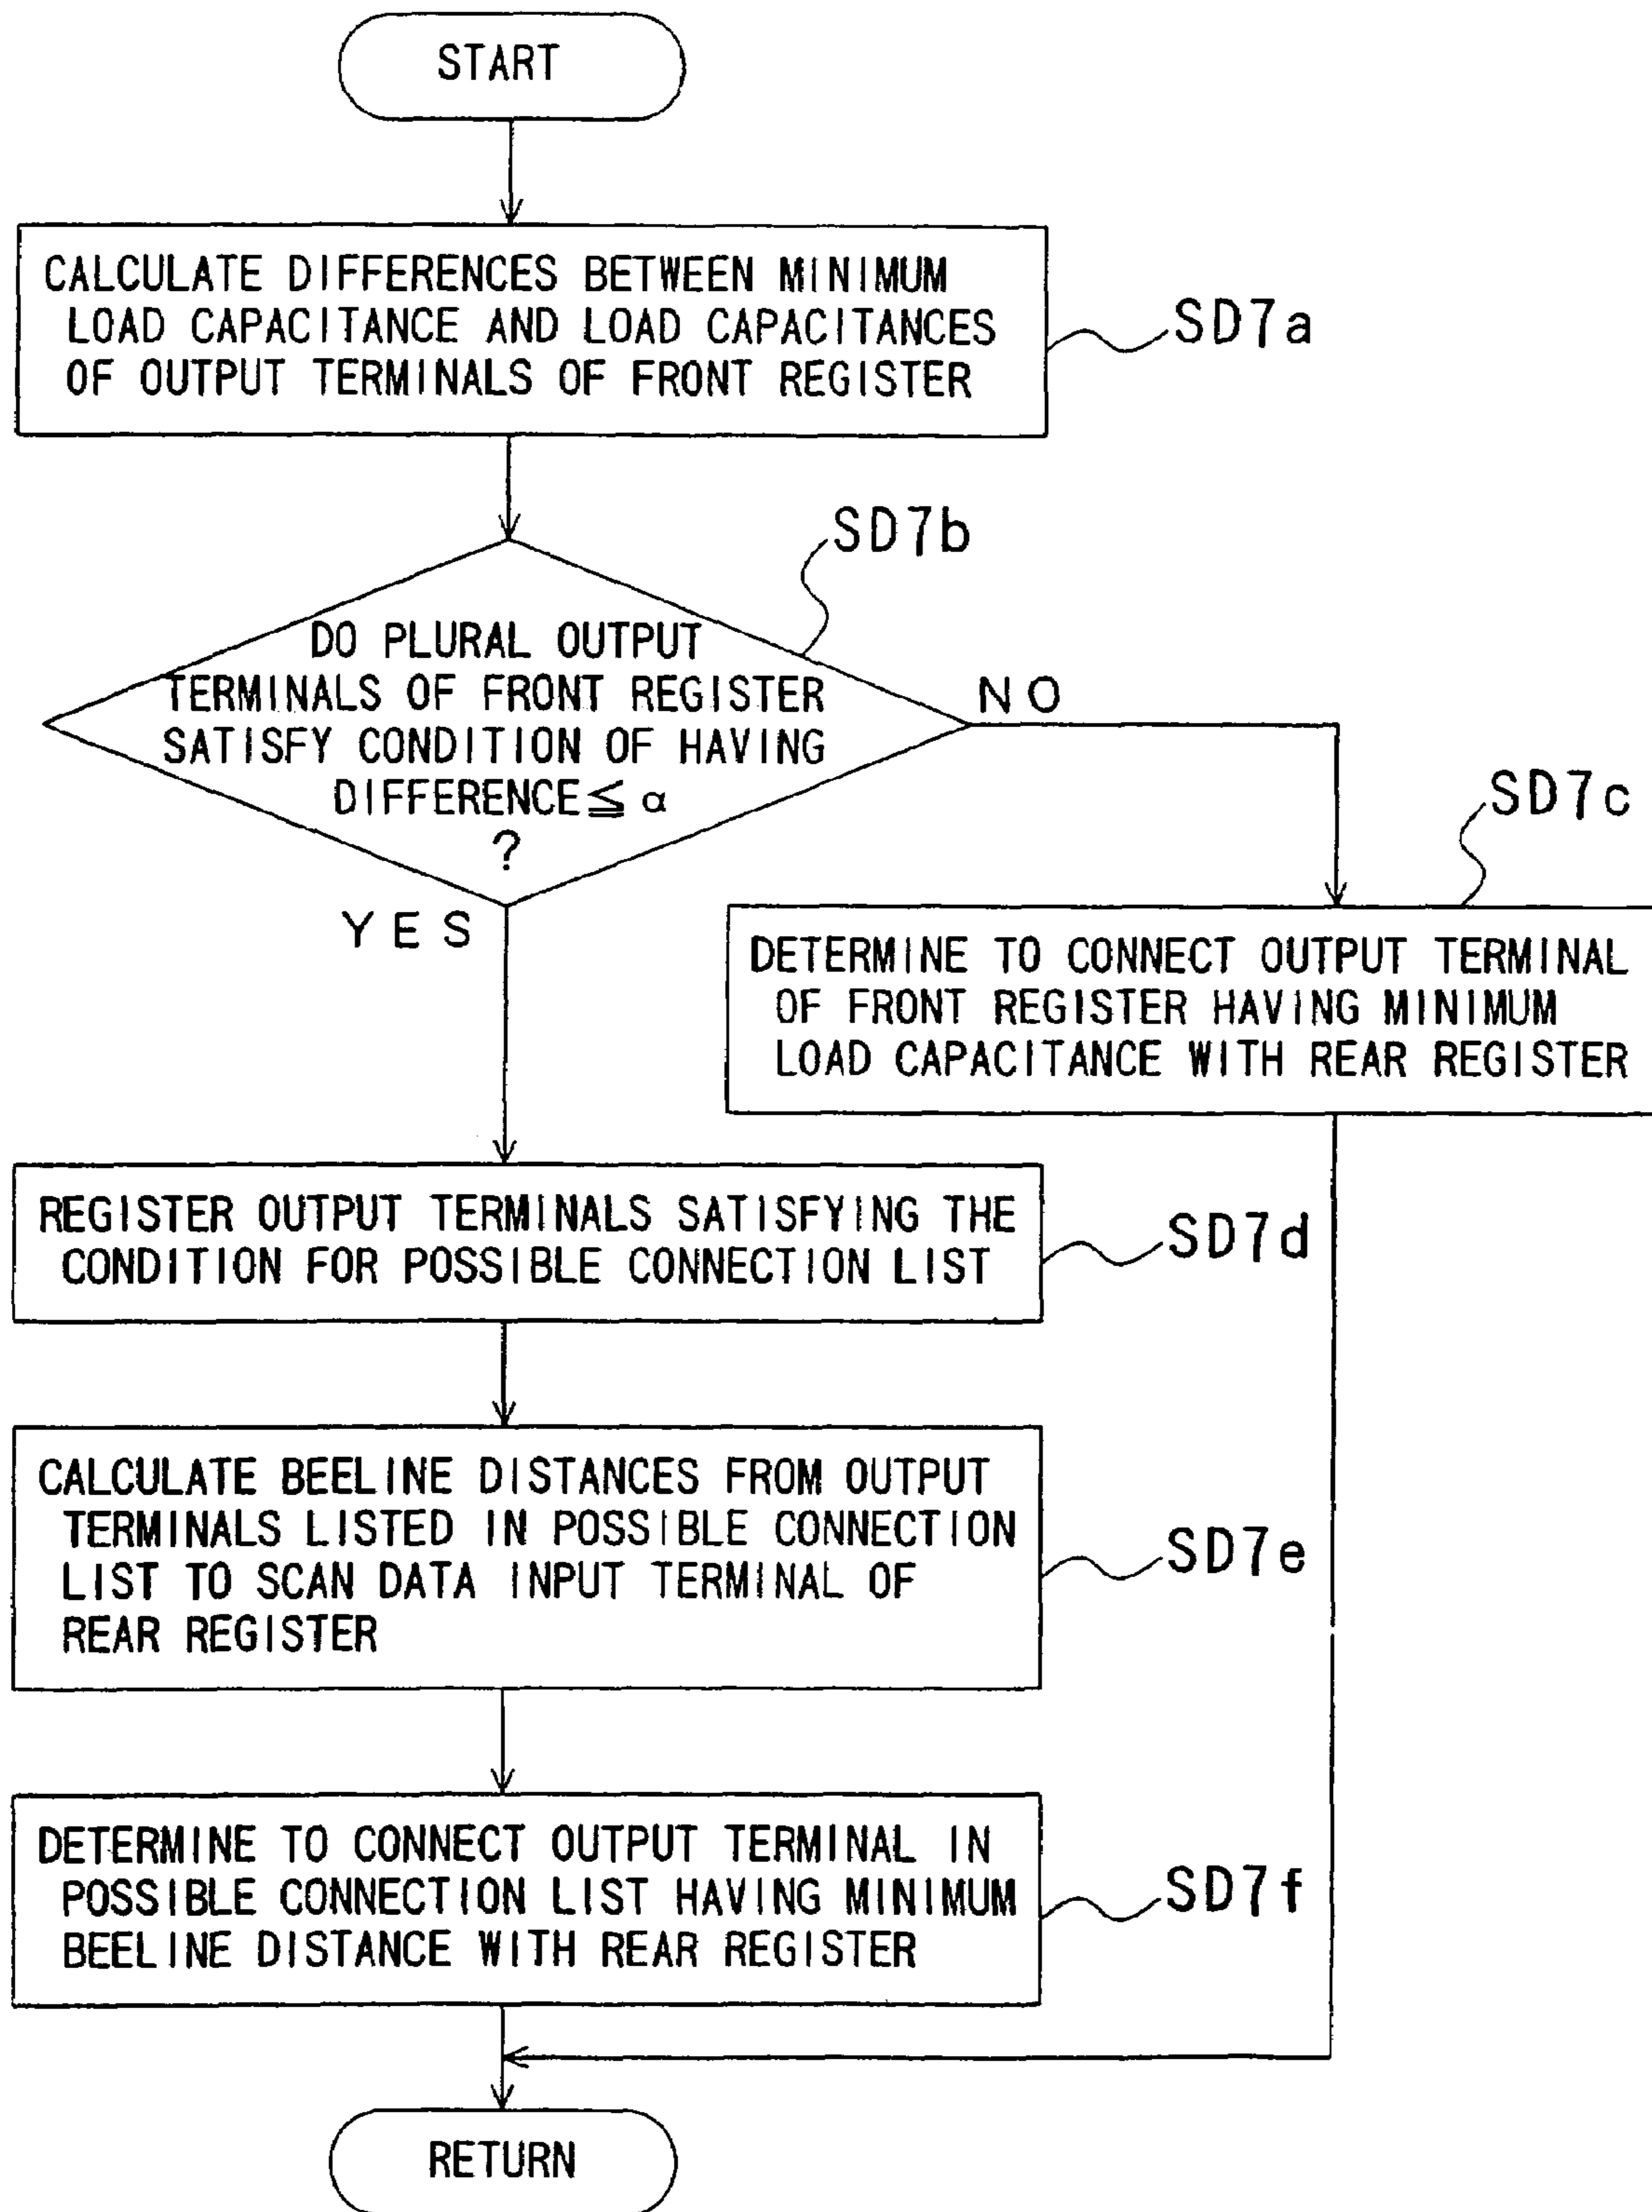 START
CALCULATE DIFFERENCES BETWEEN MINIMUM
LOAD CAPACITANCE AND LOAD CAPACITANCES
OF OUTPUT TERMINALS OF FRONT REGISTER
SD7a
SD7b
DO PLURAL OUTPUT
TERMINALS OF FRONT REGISTER
SATISFY CONDITION OF HAVING
DIFFERENCE≦α
?
NO
YES
SD7c
DETERMINE TO CONNECT OUTPUT TERMINAL
OF FRONT REGISTER HAVING MINIMUM
LOAD CAPACITANCE WITH REAR REGISTER
REGISTER OUTPUT TERMINALS SATISFYING THE
CONDITION FOR POSSIBLE CONNECTION LIST
SD7d
CALCULATE BEELINE DISTANCES FROM OUTPUT
TERMINALS LISTED IN POSSIBLE CONNECTION
LIST TO SCAN DATA INPUT TERMINAL OF
REAR REGISTER
SD7e
DETERMINE TO CONNECT OUTPUT TERMINAL IN
POSSIBLE CONNECTION LIST HAVING MINIMUM
BEELINE DISTANCE WITH REAR REGISTER
SD7f
RETURN